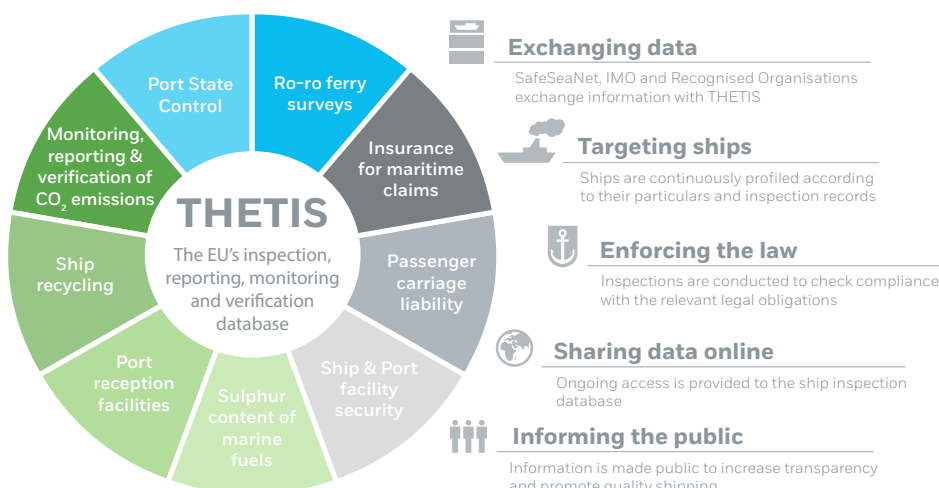 Port State
Control
Ro-ro ferry
surveys
Insurance
for maritime
claims
Passenger
carriage
liability
Ship & Port
facility
security
Sulphur
content of
marine
fuels
Port
reception
facilities
Ship
recycling
Monitoring,
reporting &
verification of
CO₂ emissions
THETIS
The EU's inspection,
reporting, monitoring
and verification
database
Exchanging data
SafeSeaNet, IMO and Recognised Organisations
exchange information with THETIS
Targeting ships
Ships are continuously profiled according
to their particulars and inspection records
Enforcing the law
Inspections are conducted to check compliance
with the relevant legal obligations
Sharing data online
Ongoing access is provided to the ship inspection
database
Informing the public
Information is made public to increase transparency
and promote quality shipping